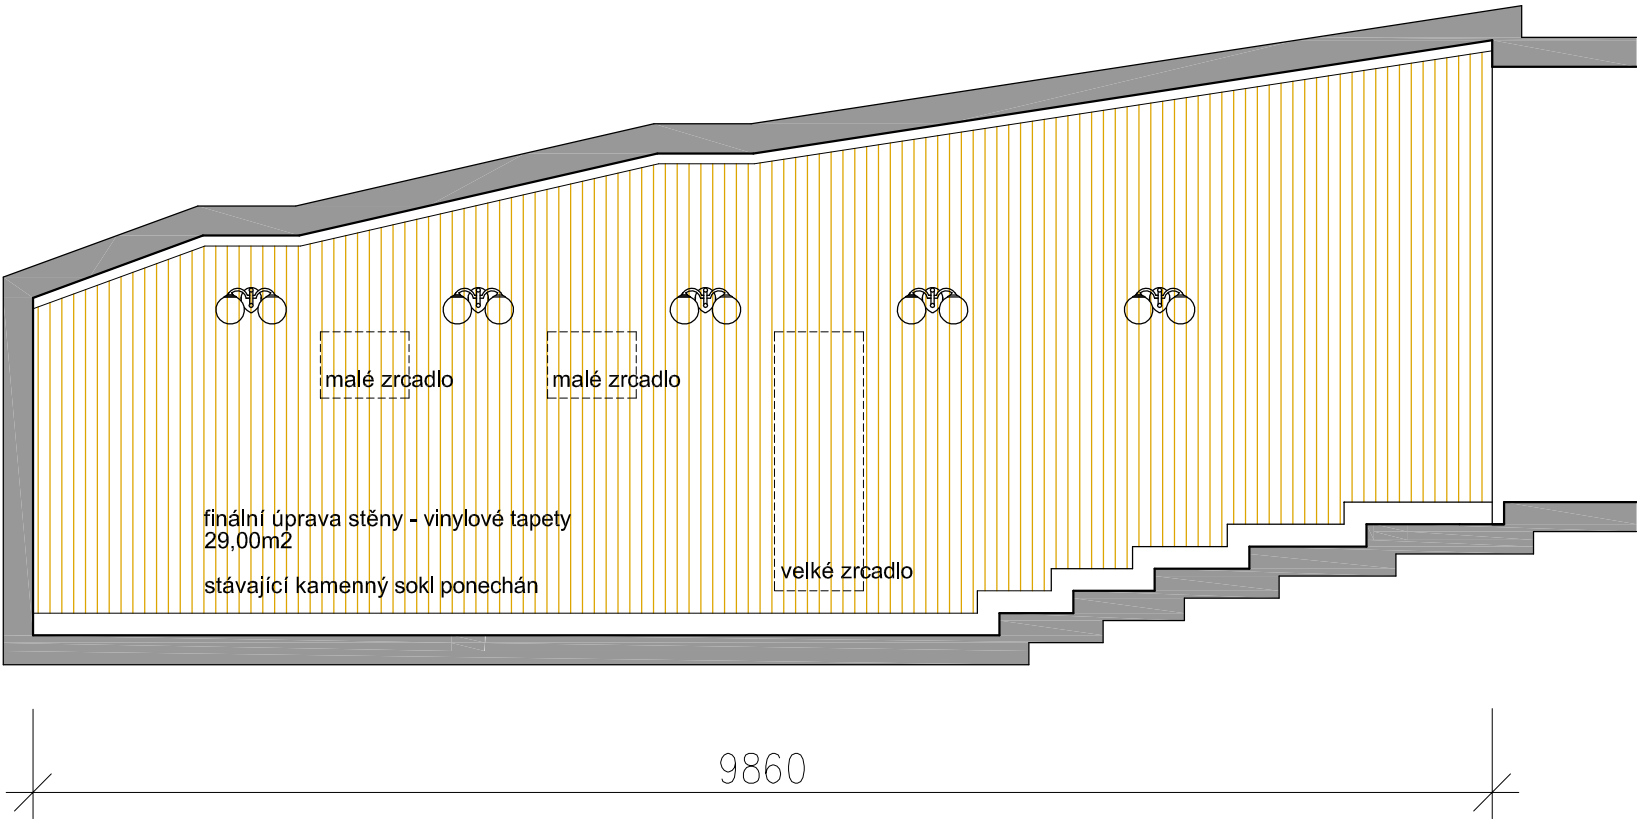 malé zrcadlo
malé zrcadlo
finální úprava stěny - vinylové tapety
29,00m2
velké zrcadlo
stávající kamenný sokl ponechán
9860